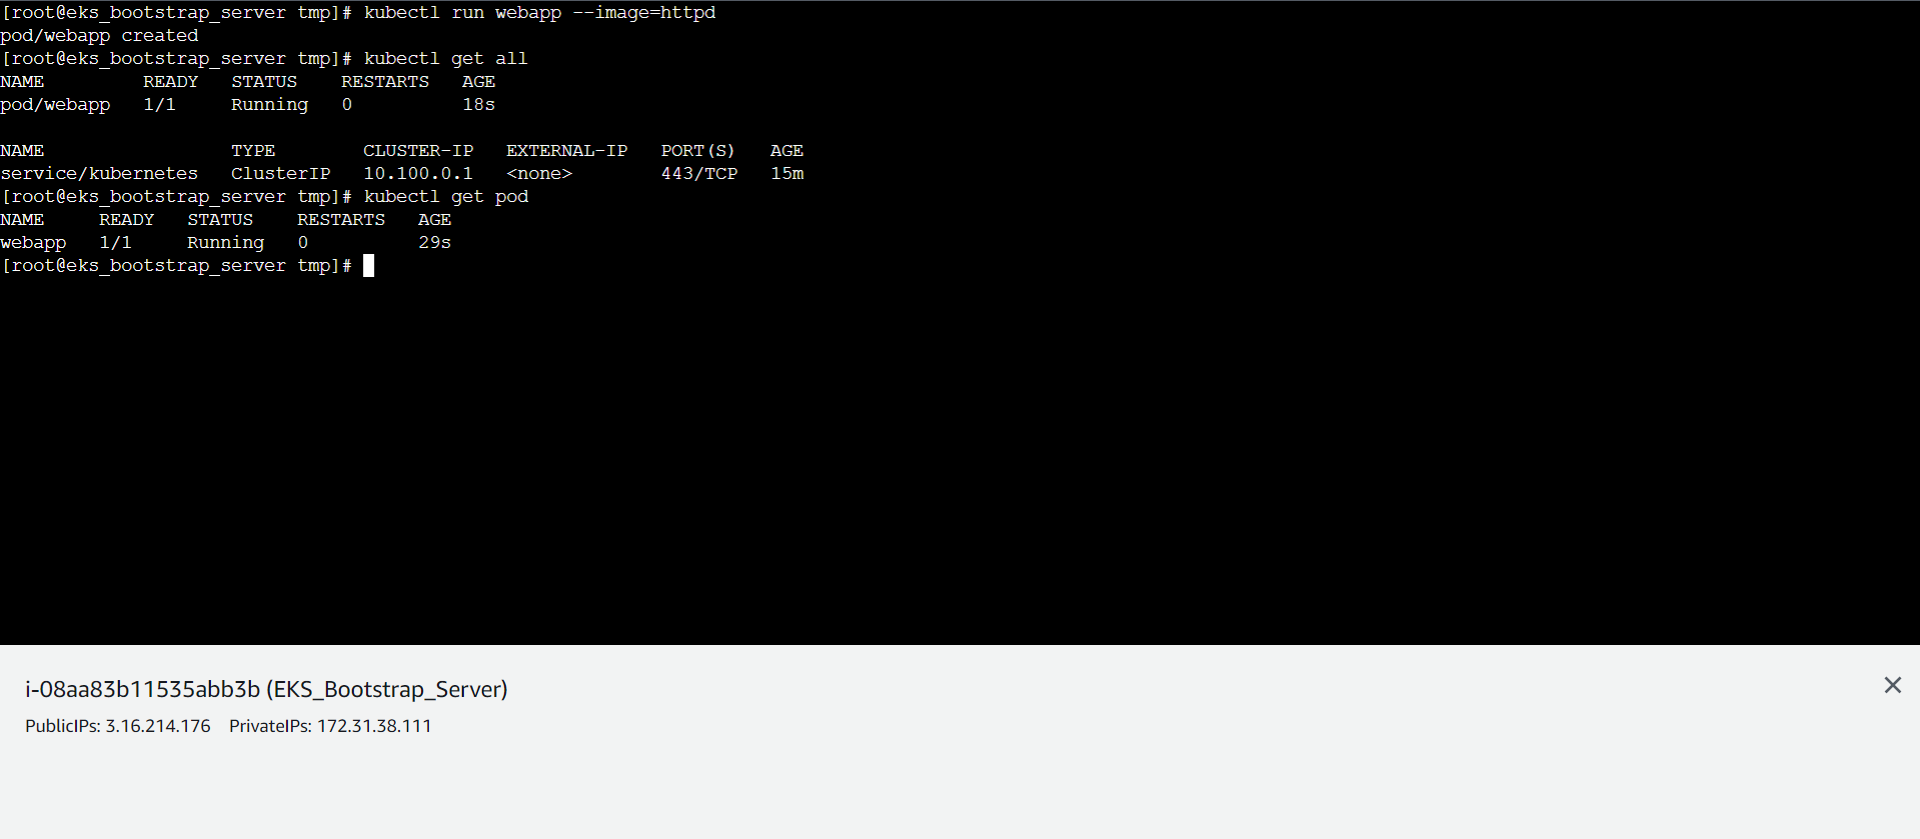 [root@eks_bootstrap_server tmp]# kubectl run webapp --image=httpd
pod/webapp created
[root@eks_bootstrap_server tmp]# kubectl get all
NAME         READY   STATUS    RESTARTS   AGE
pod/webapp   1/1     Running   0          18s

NAME                 TYPE        CLUSTER-IP   EXTERNAL-IP   PORT(S)   AGE
service/kubernetes   ClusterIP   10.100.0.1   <none>        443/TCP   15m
[root@eks_bootstrap_server tmp]# kubectl get pod
NAME     READY   STATUS    RESTARTS   AGE
webapp   1/1     Running   0          29s
[root@eks_bootstrap_server tmp]#
i-08aa83b11535abb3b (EKS_Bootstrap_Server)
PublicIPs: 3.16.214.176   PrivateIPs: 172.31.38.111